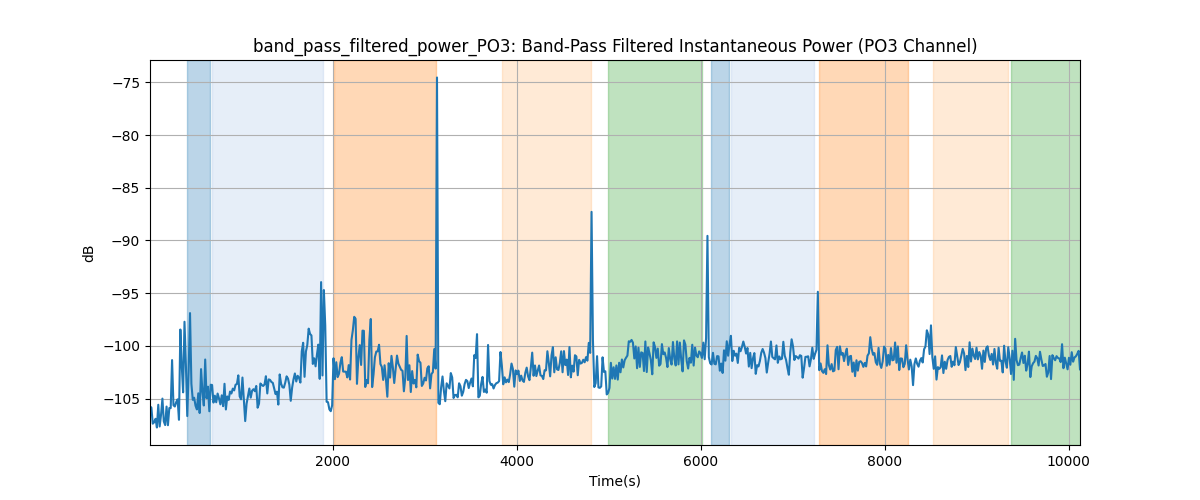 band_pass_filtered_power_PO3: Band-Pass Filtered Instantaneous Power (PO3 Channel)
−75
−80
−85
−90
−95
−100
−105
dB
2000 4000 6000 8000 10000
Time(s)